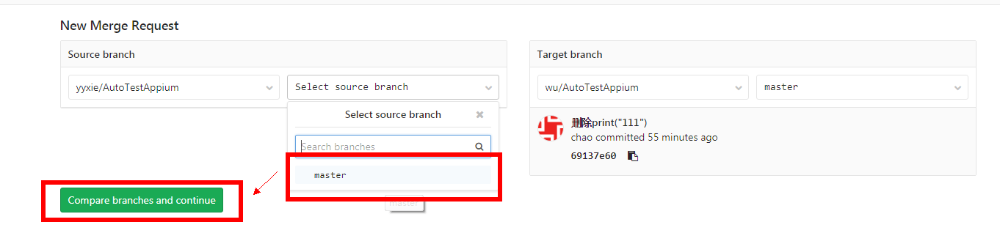 New Merge Request
Source branch
yyxie/AutoTestAppium
Select source branch
Select source branch
Search branches
master
master
Compare branches and continue
Target branch
wu/AutoTestAppium
master
删除print("111")
chao committed 55 minutes ago
69137e60